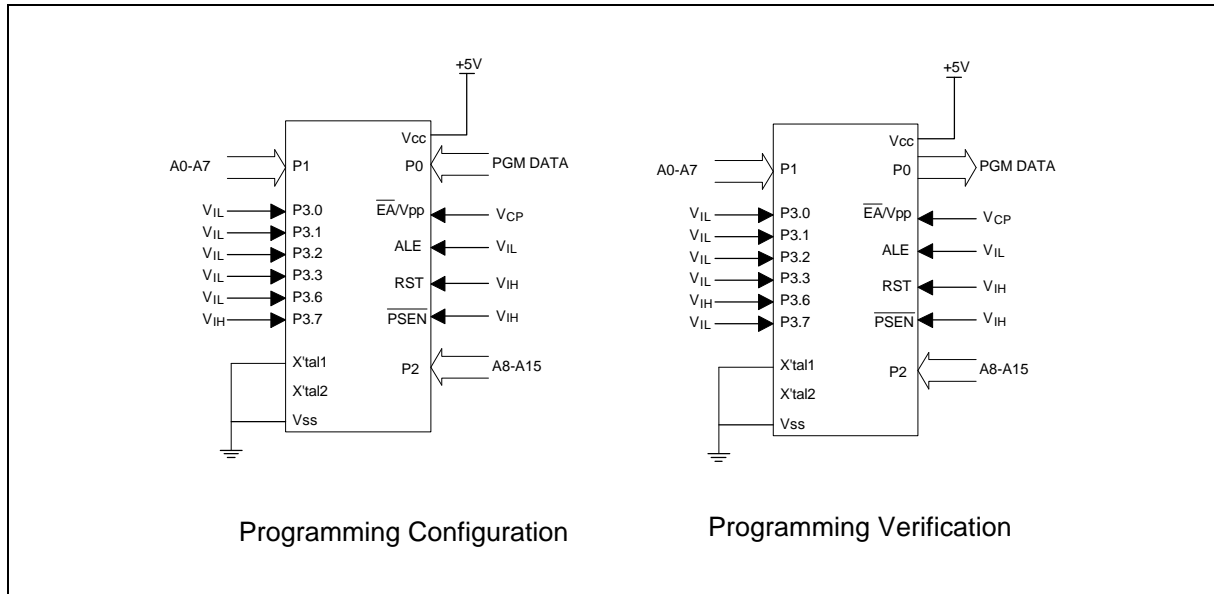 +5V
Vcc
A0-A7
P1
P0
PGM DATA
VIL
P3.0
EA/Vpp
VCP
VIL
P3.1
VIL
P3.2
ALE
VIL
VIL
P3.3
RST
VIH
VIL
P3.6
VIH
P3.7
PSEN
VIH
X'tal1
P2
A8-A15
X'tal2
Vss
Programming Configuration
+5V
Vcc
A0-A7
P1
P0
PGM DATA
VIL
P3.0
EA/Vpp
VCP
VIL
P3.1
VIL
P3.2
ALE
VIL
VIL
P3.3
RST
VIH
VIH
P3.6
VIL
P3.7
PSEN
VIH
X'tal1
P2
A8-A15
X'tal2
Vss
Programming Verification